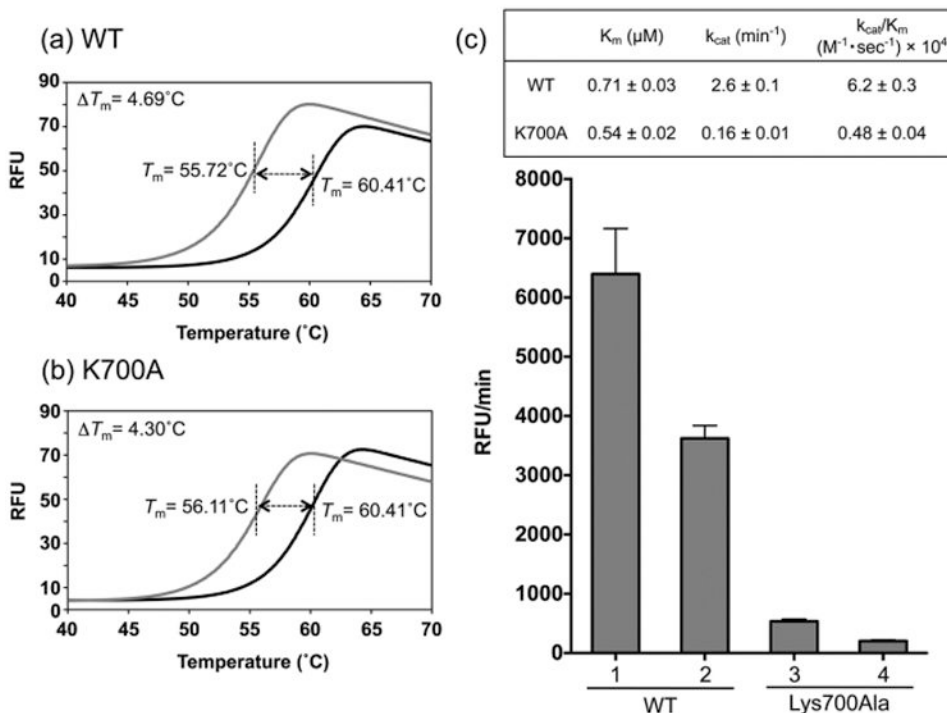 (a) WT
ΔTm= 4.69˚C
Tm= 55.72˚C
Tm= 60.41˚C
RFU
90
70
50
30
10
0
40 45 50 55 60 65 70
Temperature (˚C)
(b) K700A
ΔTm= 4.30˚C
Tm= 56.11˚C
Tm= 60.41˚C
RFU
90
70
50
30
10
0
40 45 50 55 60 65 70
Temperature (˚C)
(c)
Km (µM) kcat (min-1) kcat/Km (M-1·sec-1) × 104
WT 0.71 ± 0.03 2.6 ± 0.1 6.2 ± 0.3
K700A 0.54 ± 0.02 0.16 ± 0.01 0.48 ± 0.04
RFU/min
8000
7000
6000
5000
4000
3000
2000
1000
0
1 2 3 4
WT Lys700Ala